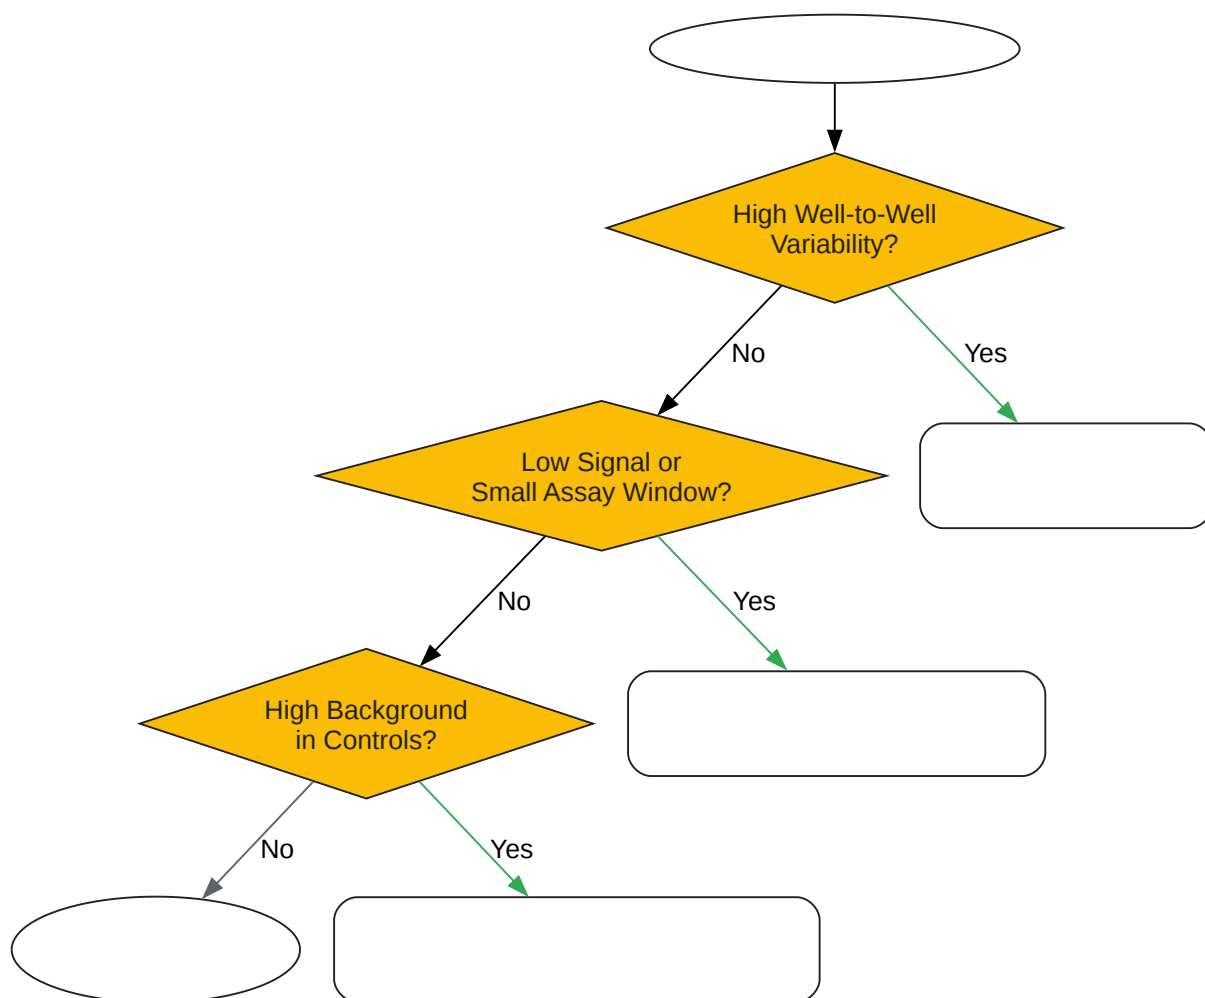 High Well-to-Well
Variability?
No
Yes
Low Signal or
Small Assay Window?
No
Yes
High Background
in Controls?
No
Yes